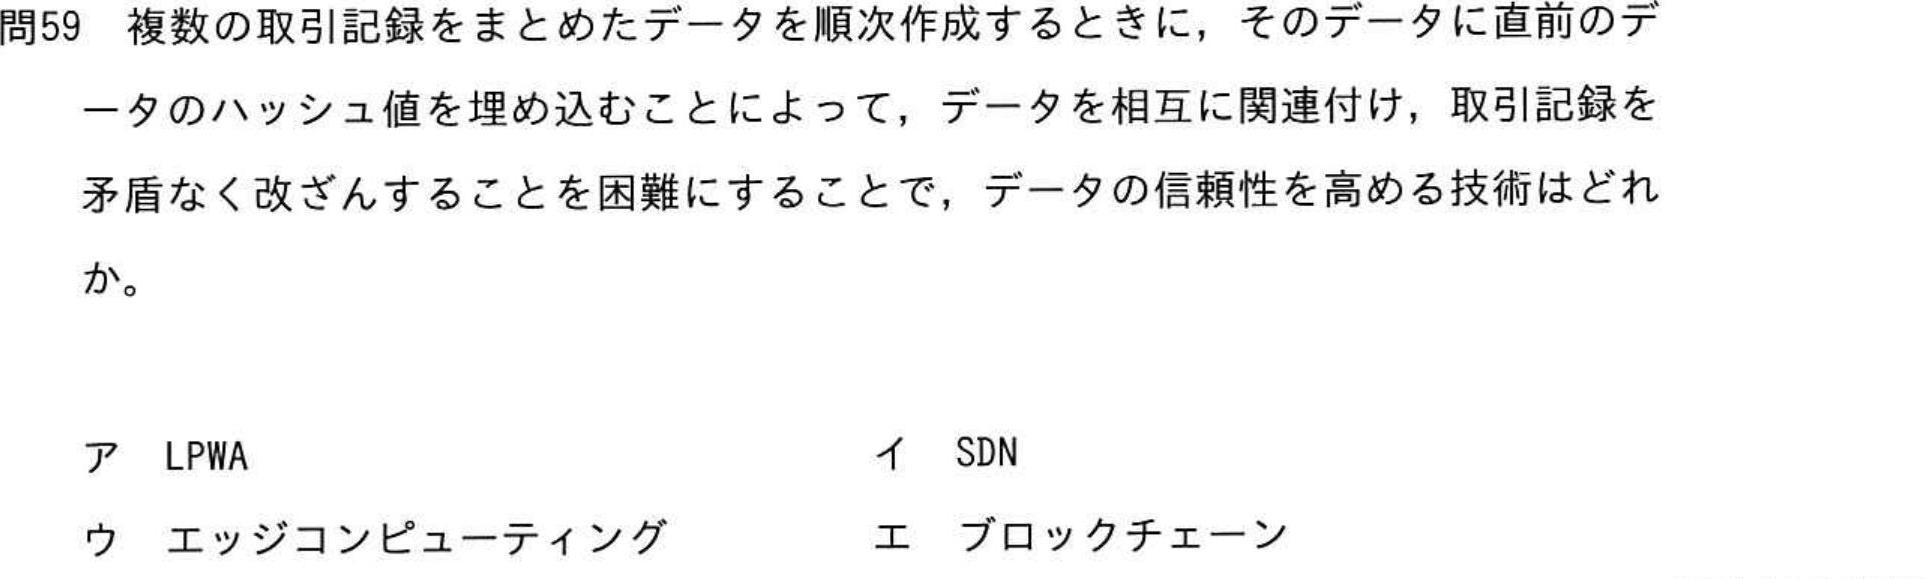 問59 複数の取引記録をまとめたデータを順次作成するときに，そのデータに直前のデ
ータのハッシュ値を埋め込むことによって，データを相互に関連付け，取引記録を
矛盾なく改ざんすることを困難にすることで，データの信頼性を高める技術はどれ
か。
ア LPWA イ SDN
ウ エッジコンピューティング エ ブロックチェーン